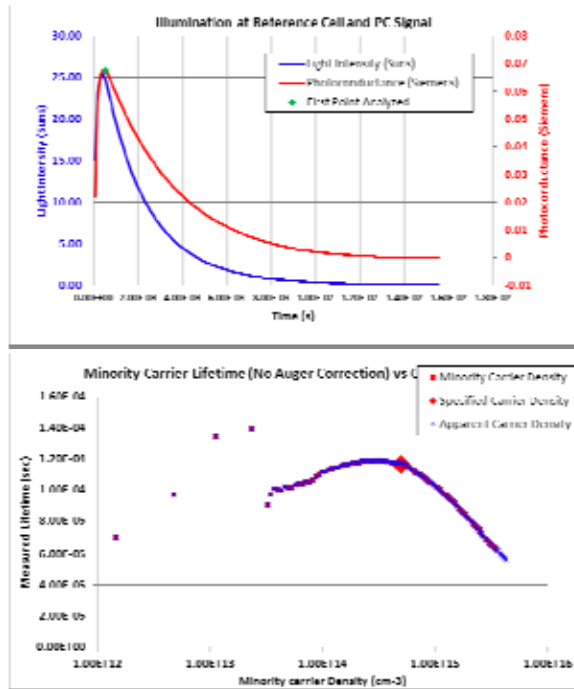 Illumination at Reference Cell and PC Signal
30.00
25.00
20.00
15.00
10.00
5.00
0.00
Light Intensity (Suns)
Light Intensity (Suns)
Photoconductance (Siemens)
First Point Analyzed
0.08
0.07
0.06
0.05
0.04
0.03
0.02
0.01
0
-0.01
Photoconductance (Siemens)
Time (s)
Minority Carrier Lifetime (No Auger Correction) vs C
Minority Carrier Density
Specified Carrier Density
Apparent Carrier Density
1.60E-04
1.40E-04
1.20E-04
1.00E-04
8.00E-05
6.00E-05
4.00E-05
2.00E-05
0.00E+00
Measured Lifetime (sec)
1.00E+12 1.00E+13 1.00E+14 1.00E+15 1.00E+16
Minority carrier Density (cm-3)